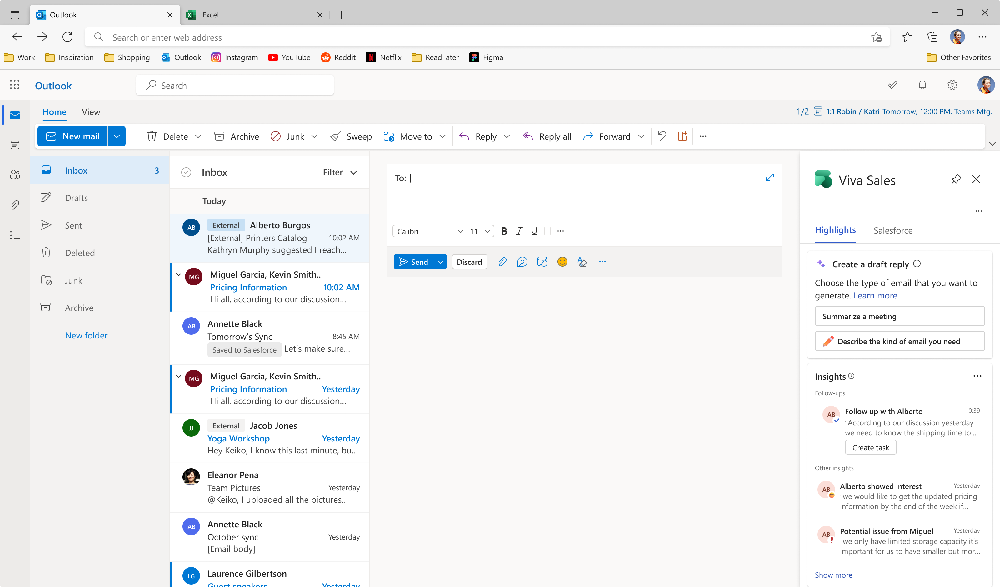 Outlook
Excel
Search or enter web address
Work
Inspiration
Shopping
Outlook
Instagram
YouTube
Reddit
Netflix
Read later
Figma
Other Favorites
Outlook
Search
Home
View
1/2 1:1 Robin / Katri Tomorrow, 12:00 PM, Teams Mtg.
New mail
Delete
Archive
Junk
Sweep
Move to
Reply
Reply all
Forward
Inbox 3
Drafts
Sent
Deleted
Junk
Archive
New folder
Inbox
Filter
Today
AB
External Alberto Burgos
[External] Printers Catalog 10:02 AM
Kathryn Murphy suggested I reach...
MG
Miguel Garcia, Kevin Smith..
Pricing Information 10:02 AM
Hi all, according to our discussion...
AB
Annette Black
Tomorrow’s Sync 8:45 AM
Saved to Salesforce Let’s make sure...
MG
Miguel Garcia, Kevin Smith..
Pricing Information Yesterday
Hi all, according to our discussion...
JJ
External Jacob Jones
Yoga Workshop Yesterday
Hey Keiko, I know this last minute, bu...
Eleanor Pena
Team Pictures Yesterday
@Keiko, I uploaded all the pictures...
AB
Annette Black
October sync Yesterday
[Email body]
LG
Laurence Gilbertson
Guest speakers Yesterday
To:
Calibri 11 B I U
Send
Discard
Viva Sales
Highlights
Salesforce
Create a draft reply
Choose the type of email that you want to
generate. Learn more
Summarize a meeting
Describe the kind of email you need
Insights
Follow-ups
AB
Follow up with Alberto 10:39
“According to our discussion yesterday
we need to know the shipping time to...
Create task
Other insights
AB
Alberto showed interest Yesterday
“we would like to get the updated pricing
information by the end of the week if...
AB
Potential issue from Miguel Yesterday
“we only have limited storage capacity it’s
important for us to have smaller but mor...
Show more